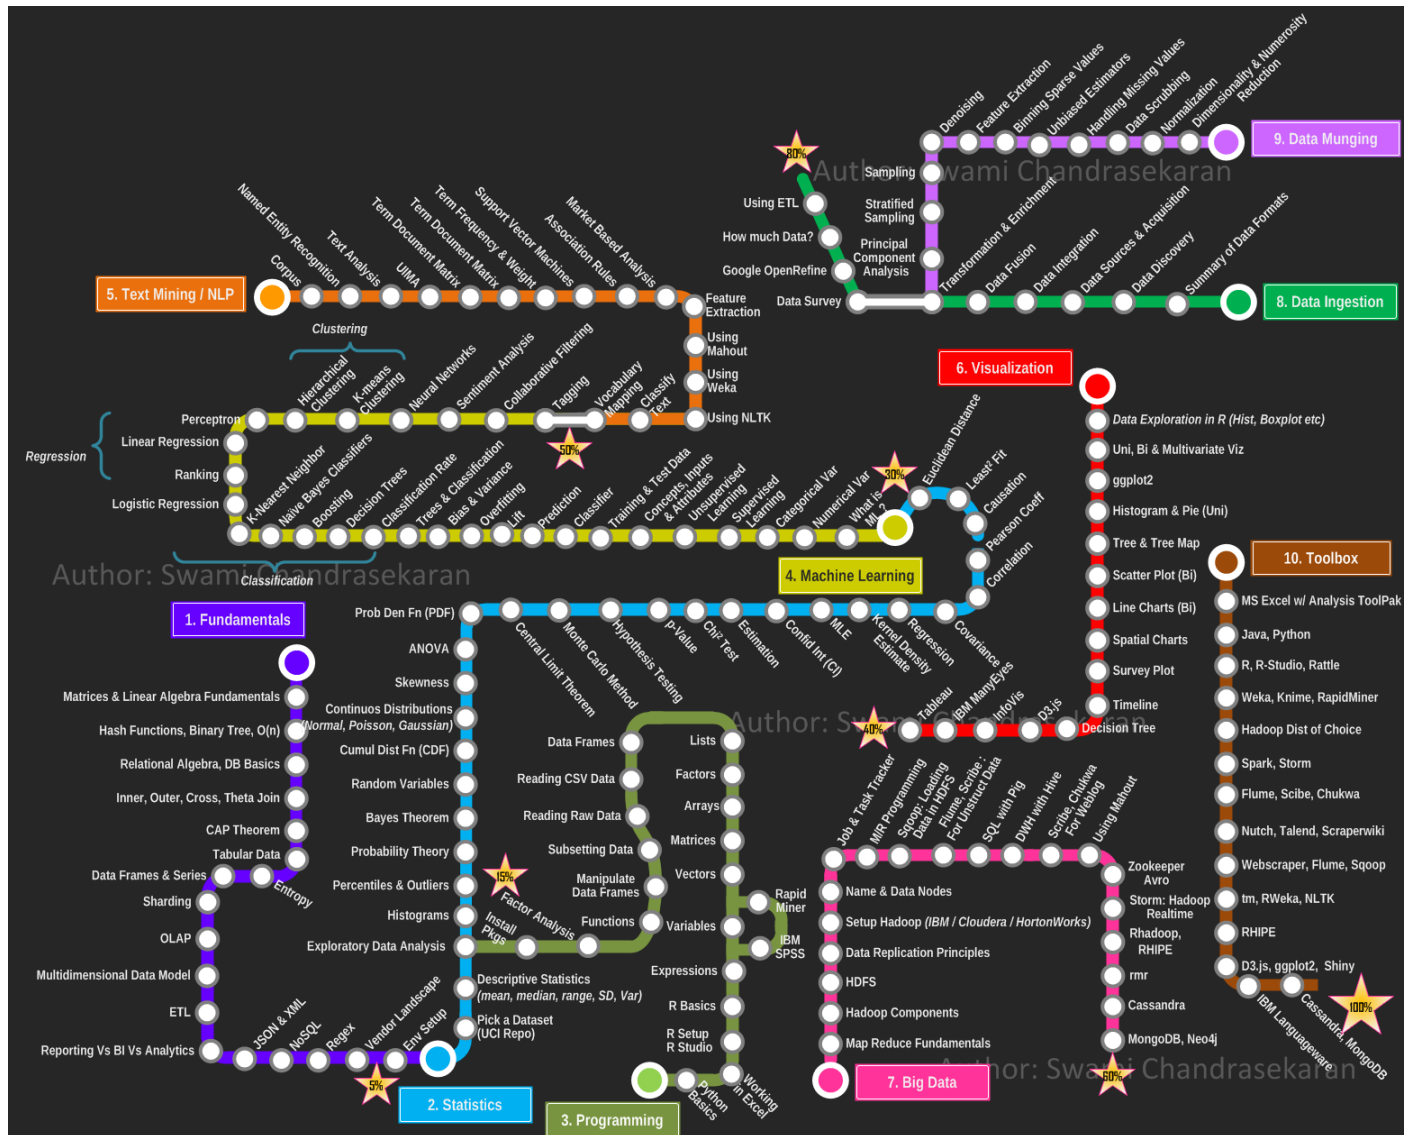 Author: Swami Chandrasekaran
9. Data Munging
Denoising
Feature Extraction
Binning Sparse Values
Unbiased Estimators
Handling Missing Values
Data Scrubbing
Normalization
Dimensionality & Numerosity
Reduction
Sampling
Stratified
Sampling
Principal
Component
Analysis
80%
Using ETL
How much Data?
Google OpenRefine
Data Survey
Transformation & Enrichment
Data Fusion
Data Integration
Data Sources & Acquisition
Data Discovery
Summary of Data Formats
8. Data Ingestion
5. Text Mining / NLP
Corpus
Named Entity Recognition
Text Analysis
UIMA
Term Document Matrix
Term Document Matrix
Term Frequency & Weight
Support Vector Machines
Association Rules
Market Based Analysis
Feature
Extraction
Using
Mahout
Using
Weka
Using NLTK
Classify
Text
Vocabulary
Mapping
50%
Tagging
Collaborative Filtering
Sentiment Analysis
Neural Networks
Clustering
K-means
Clustering
Hierarchical
Clustering
Perceptron
Regression
Linear Regression
Ranking
Logistic Regression
K-Nearest Neighbor
Naïve Bayes Classifiers
Boosting
Decision Trees
Classification Rate
Classification
Trees & Classification
Bias & Variance
Overfitting
Lift
Prediction
Classifier
Training & Test Data
Concepts, Inputs
& Attributes
Unsupervised
Learning
Supervised
Learning
Categorical Var
Numerical Var
What is
ML?
4. Machine Learning
30%
Euclidean Distance
Least² Fit
Causation
Pearson Coeff
Correlation
Covariance
Regression
Kernel Density
Estimate
MLE
Confid Int (CI)
Estimation
Chi² Test
p-Value
Hypothesis Testing
Monte Carlo Method
Central Limit Theorem
Prob Den Fn (PDF)
ANOVA
Skewness
Continuos Distributions
(Normal, Poisson, Gaussian)
Cumul Dist Fn (CDF)
Random Variables
Bayes Theorem
Probability Theory
Percentiles & Outliers
Histograms
Exploratory Data Analysis
Descriptive Statistics
(mean, median, range, SD, Var)
Pick a Dataset
(UCI Repo)
2. Statistics
Author: Swami Chandrasekaran
1. Fundamentals
Matrices & Linear Algebra Fundamentals
Hash Functions, Binary Tree, O(n)
Relational Algebra, DB Basics
Inner, Outer, Cross, Theta Join
CAP Theorem
Tabular Data
Entropy
Data Frames & Series
Sharding
OLAP
Multidimensional Data Model
ETL
Reporting Vs BI Vs Analytics
JSON & XML
NoSQL
Regex
Vendor Landscape
Env Setup
5%
15%
Install
Pkgs
Factor Analysis
Functions
Manipulate
Data Frames
Subsetting Data
Reading Raw Data
Reading CSV Data
Data Frames
Lists
Factors
Arrays
Matrices
Vectors
Rapid
Miner
Variables
IBM
SPSS
Expressions
R Basics
R Setup
R Studio
Working
in Excel
Python
Basics
3. Programming
6. Visualization
Data Exploration in R (Hist, Boxplot etc)
Uni, Bi & Multivariate Viz
ggplot2
Histogram & Pie (Uni)
Tree & Tree Map
Scatter Plot (Bi)
Line Charts (Bi)
Spatial Charts
Survey Plot
Timeline
Decision Tree
D3.js
InfoVis
IBM ManyEyes
Tableau
40%
Author: Swami Chandrasekaran
Job & Task Tracker
M/R Programming
Sqoop: Loading
Data in HDFS
Flume, Scribe :
For Unstruct Data
SQL with Pig
DWH with Hive
Scribe, Chukwa
For Weblog
Using Mahout
Zookeeper
Avro
Storm: Hadoop
Realtime
Rhadoop,
RHIPE
rmr
Cassandra
MongoDB, Neo4j
60%
Name & Data Nodes
Setup Hadoop (IBM / Cloudera / HortonWorks)
Data Replication Principles
HDFS
Hadoop Components
Map Reduce Fundamentals
7. Big Data
Author: Swami Chandrasekaran
10. Toolbox
MS Excel w/ Analysis ToolPak
Java, Python
R, R-Studio, Rattle
Weka, Knime, RapidMiner
Hadoop Dist of Choice
Spark, Storm
Flume, Scibe, Chukwa
Nutch, Talend, Scraperwiki
Webscraper, Flume, Sqoop
tm, RWeka, NLTK
RHIPE
D3.js, ggplot2, Shiny
IBM Languageware
Cassandra, MongoDB
100%